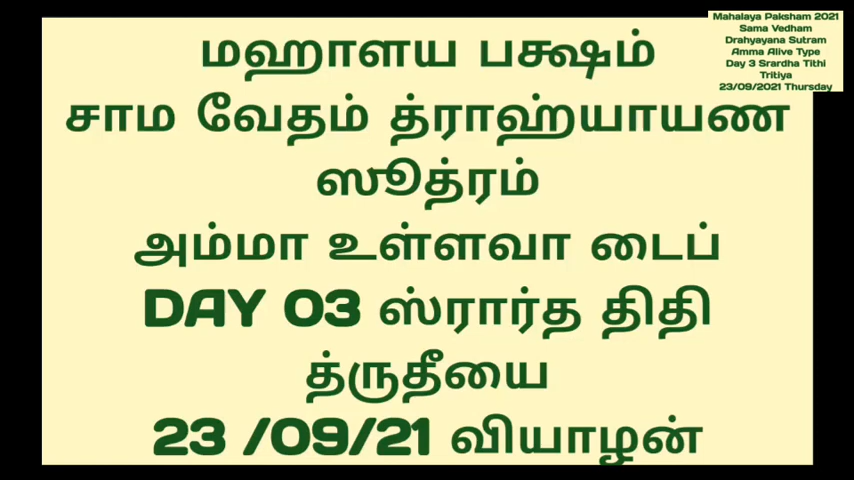 Mahalaya Paksham 2021
Sama Vedham
Drahyayana Sutram
Amma Alive Type
Day 3 Srardha Tithi
Tritiya
23/09/2021 Thursday
மஹாளய பக்ஷம்
சாம வேதம் த்ராஹ்யாயண
ஸூத்ரம்
அம்மா உள்ளவா டைப்
DAY 03 ஸ்ரார்த திதி
த்ருதீயை
23 /09/21 வியாழன்